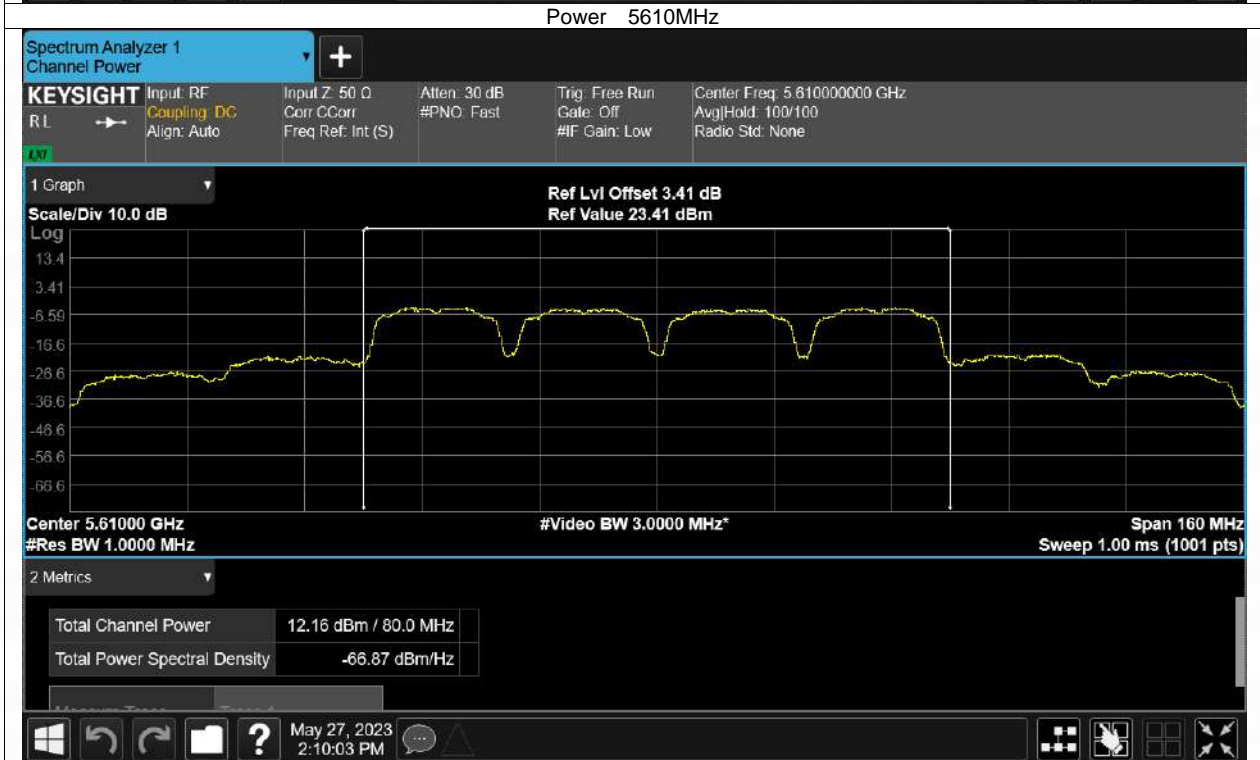 Power 5610MHz
Spectrum Analyzer 1
Channel Power
+
KEYSIGHT
RL
LXI
Input: RF
Coupling: DC
Align: Auto
Input Z: 50 Ω
Corr CCorr
Freq Ref: Int (S)
Atten: 30 dB
#PNO: Fast
Trig: Free Run
Gate: Off
#IF Gain: Low
Center Freq: 5.610000000 GHz
Avg|Hold: 100/100
Radio Std: None
1 Graph
Scale/Div 10.0 dB
Ref Lvl Offset 3.41 dB
Ref Value 23.41 dBm
Log
13.4
3.41
-6.59
-16.6
-26.6
-36.6
-46.6
-56.6
-66.6
Center 5.61000 GHz
#Res BW 1.0000 MHz
#Video BW 3.0000 MHz*
Span 160 MHz
Sweep 1.00 ms (1001 pts)
2 Metrics
Total Channel Power 12.16 dBm / 80.0 MHz
Total Power Spectral Density -66.87 dBm/Hz
?
May 27, 2023
2:10:03 PM